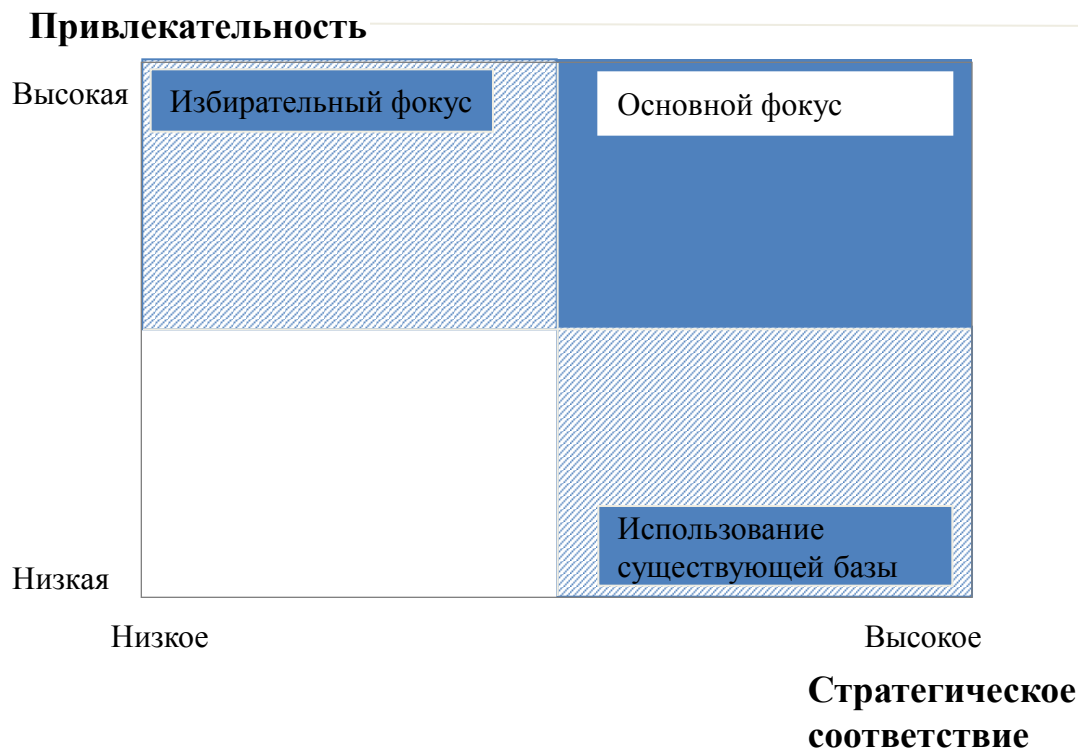 Привлекательность
Высокая
Избирательный фокус
Основной фокус
Использование
существующей базы
Низкая
Низкое
Высокое
Стратегическое
соответствие